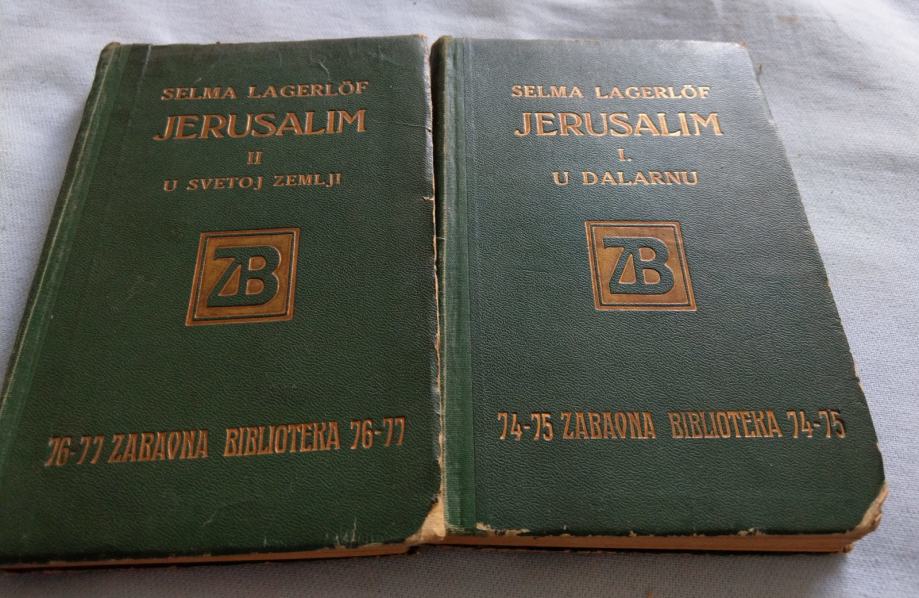 SELMA LAGERLÖF
JERUSALIM
II
U SVETOJ ZEMLJI
ZB
76-77 ZABAVNA BIBLIOTEKA 76-77
SELMA LAGERLÖF
JERUSALIM
I.
U DALARNU
ZB
74-75 ZABAVNA BIBLIOTEKA 74-75